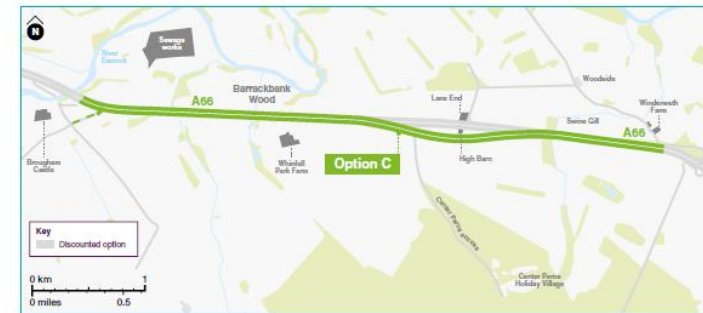 N
Sewage
works
River
Eamont
Barrackbank
Wood
A66
Brougham
Castle
Whinfell
Park Farm
Option C
Lane End
High Barn
Woodside
Winderwath
Farm
Swine Gill
A66
Center Parcs access
Center Parcs
Holiday Village
Key
Discounted option
0 km 1
0 miles 0.5